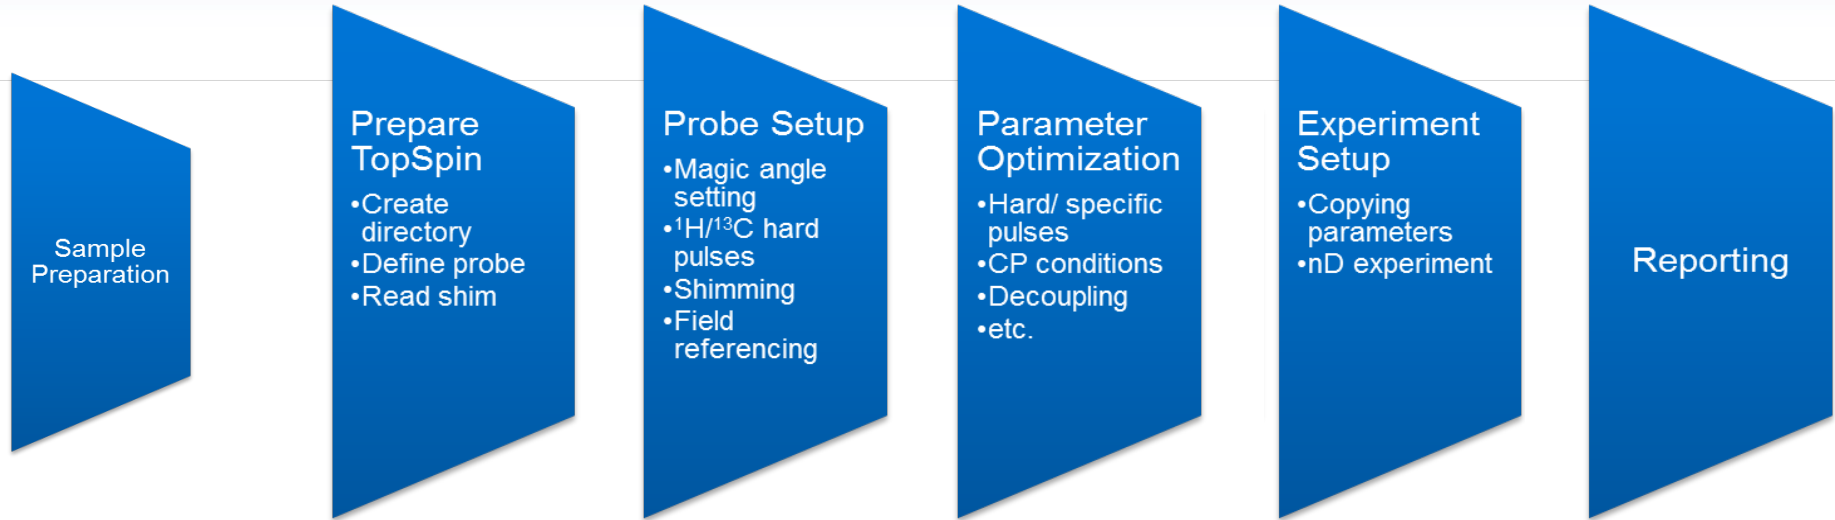 Sample
Preparation
Prepare
TopSpin
•Create
directory
•Define probe
•Read shim
Probe Setup
•Magic angle
setting
•¹H/¹³C hard
pulses
•Shimming
•Field
referencing
Parameter
Optimization
•Hard/ specific
pulses
•CP conditions
•Decoupling
•etc.
Experiment
Setup
•Copying
parameters
•nD experiment
Reporting